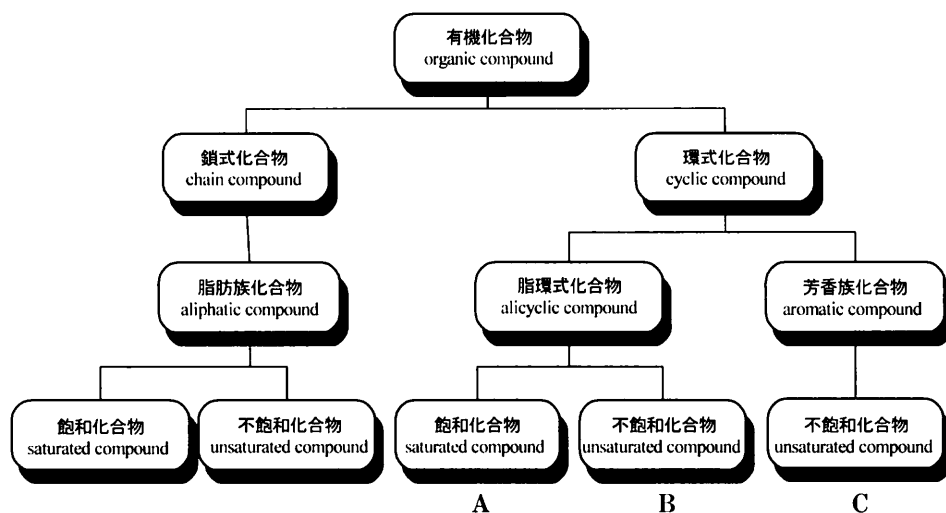 有機化合物
organic compound
鎖式化合物
chain compound
環式化合物
cyclic compound
脂肪族化合物
aliphatic compound
脂環式化合物
alicyclic compound
芳香族化合物
aromatic compound
飽和化合物
saturated compound
不飽和化合物
unsaturated compound
飽和化合物
saturated compound
不飽和化合物
unsaturated compound
不飽和化合物
unsaturated compound
A
B
C